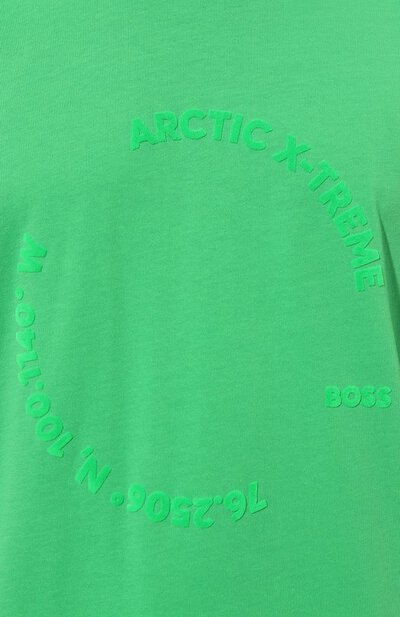 ARCTIC X-TREME
BOSS
76.2506° N, 100.1140° W